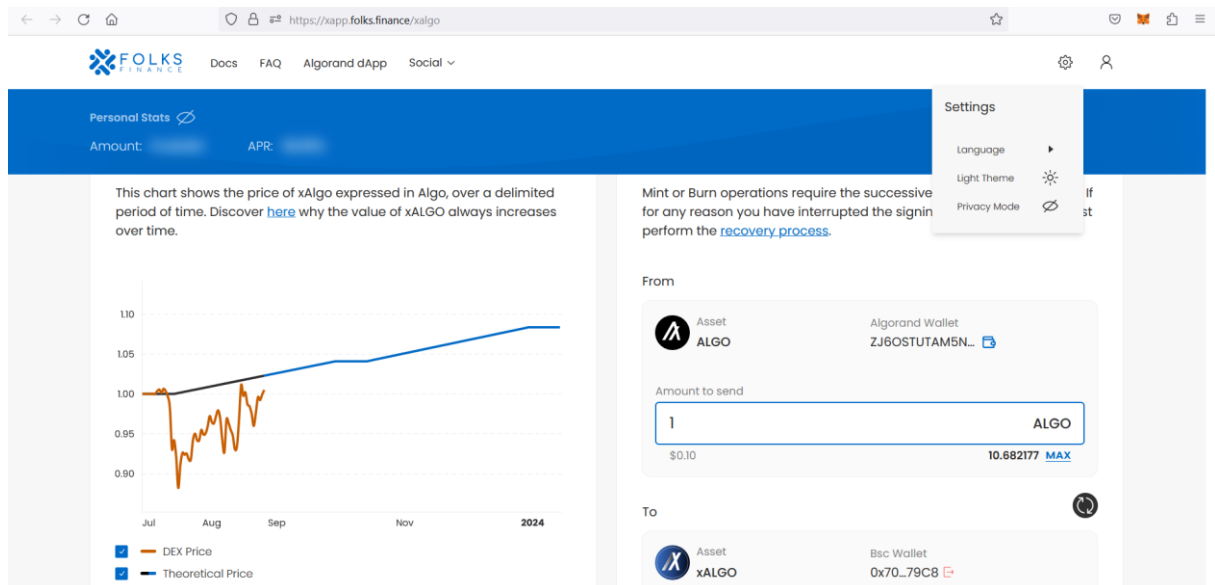 https://xapp.folks.finance/xalgo
FOLKS
FINANCE
Docs
FAQ
Algorand dApp
Social
Settings
Language
Light Theme
Privacy Mode
Personal Stats
Amount:
APR:
This chart shows the price of xAlgo expressed in Algo, over a delimited
period of time. Discover here why the value of xALGO always increases
over time.
1.10
1.05
1.00
0.95
0.90
Jul
Aug
Sep
Nov
2024
DEX Price
Theoretical Price
Mint or Burn operations require the successive
If
for any reason you have interrupted the signin
st
perform the recovery process.
From
Asset
ALGO
Algorand Wallet
ZJ6OSTUTAM5N...
Amount to send
1
ALGO
$0.10
10.682177 MAX
To
Asset
xALGO
Bsc Wallet
0x70...79C8